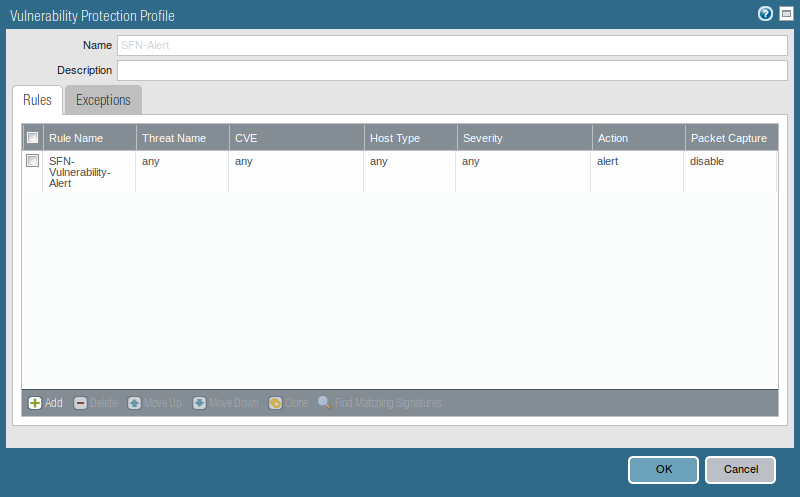 Vulnerability Protection Profile
Name SFN-Alert
Description
Rules Exceptions
Rule Name Threat Name CVE Host Type Severity Action Packet Capture
SFN-Vulnerability-Alert any any any any alert disable
Add Delete Move Up Move Down Clone Find Matching Signatures
OK Cancel